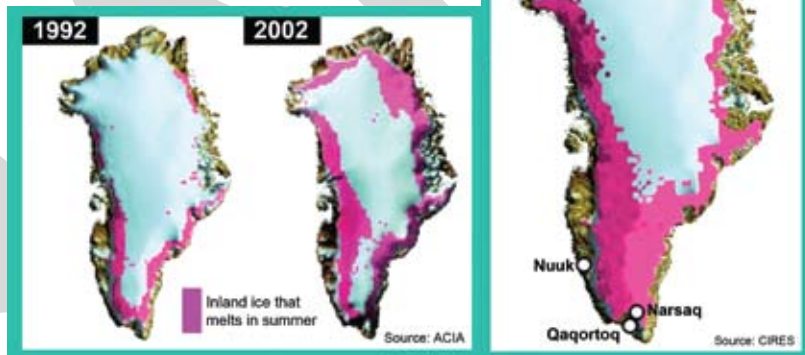 1992
2002
Inland ice that
melts in summer
Source: ACIA
Nuuk
Narsaq
Qaqortoq
Source: CIRES